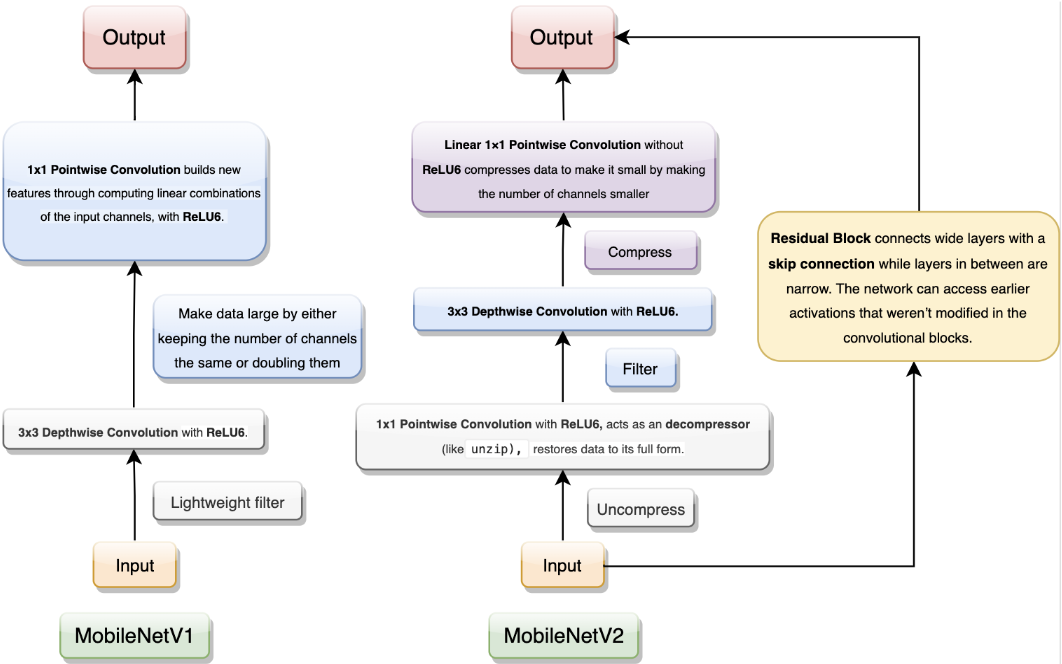 Output
1x1 Pointwise Convolution builds new
features through computing linear combinations
of the input channels, with ReLU6.
Make data large by either
keeping the number of channels
the same or doubling them
3x3 Depthwise Convolution with ReLU6.
Lightweight filter
Input
MobileNetV1
Output
Linear 1×1 Pointwise Convolution without
ReLU6 compresses data to make it small by making
the number of channels smaller
Compress
3x3 Depthwise Convolution with ReLU6.
Filter
1x1 Pointwise Convolution with ReLU6, acts as an decompressor
(like unzip), restores data to its full form.
Uncompress
Input
MobileNetV2
Residual Block connects wide layers with a
skip connection while layers in between are
narrow. The network can access earlier
activations that weren't modified in the
convolutional blocks.